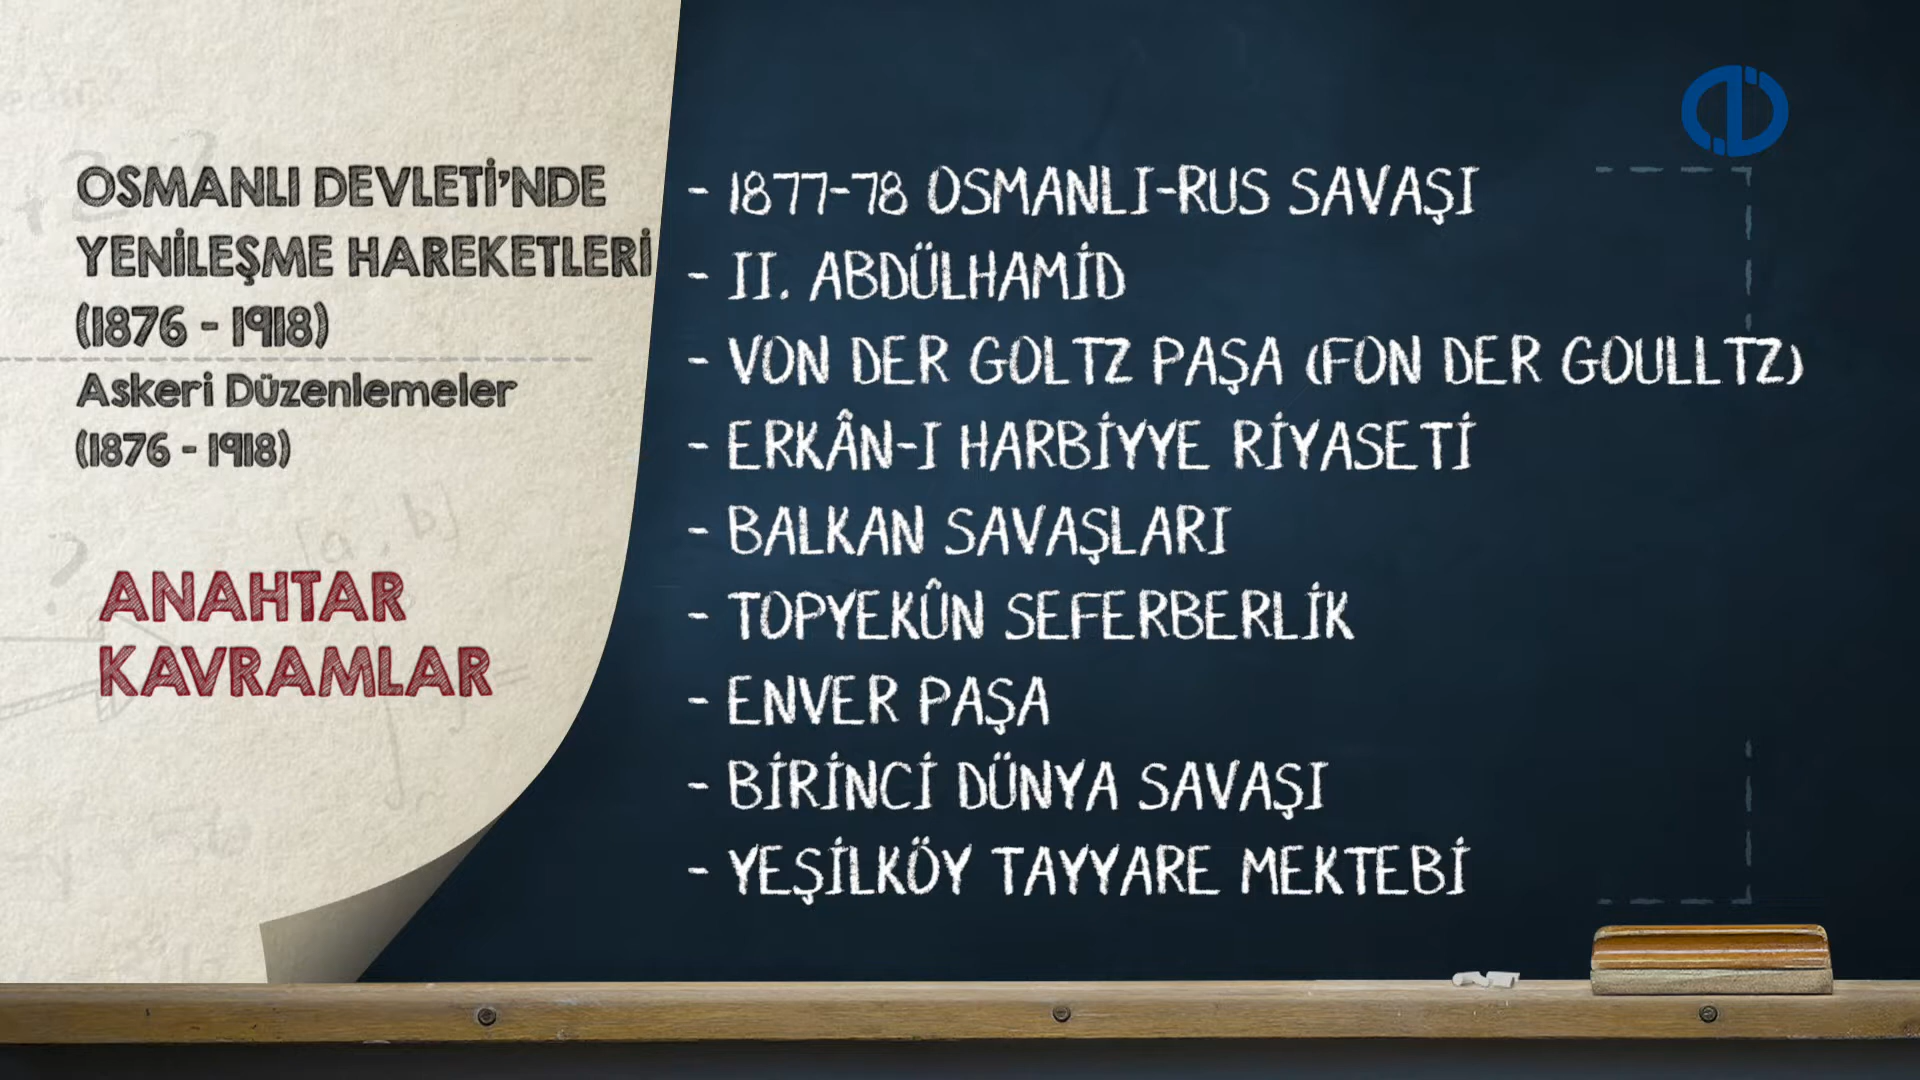 OSMANLI DEVLETİ'NDE
YENİLEŞME HAREKETLERİ
(1876 - 1918)
Askeri Düzenlemeler
(1876 - 1918)
ANAHTAR
KAVRAMLAR
- 1877-78 OSMANLI-RUS SAVAŞI
- II. ABDÜLHAMİD
- VON DER GOLTZ PAŞA (FON DER GOULLTZ)
- ERKÂN-I HARBİYYE RİYASETİ
- BALKAN SAVAŞLARI
- TOPYEKÛN SEFERBERLİK
- ENVER PAŞA
- BİRİNCİ DÜNYA SAVAŞI
- YEŞİLKÖY TAYYARE MEKTEBİ